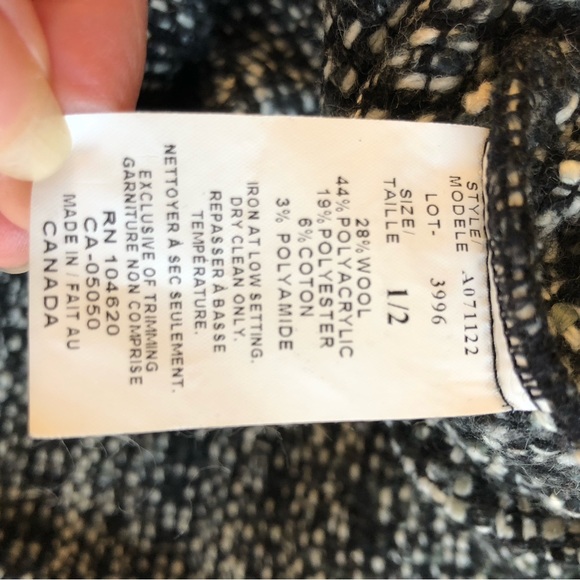 STYLE/
MODELE A071122
LOT- 3996
SIZE/
TAILLE 1/2
28% WOOL
44% POLYACRYLIC
19% POLYESTER
6% COTON
3% POLYAMIDE
IRON AT LOW SETTING.
DRY CLEAN ONLY.
REPASSER À BASSE
TEMPÉRATURE.
NETTOYER À SEC SEULEMENT.
EXCLUSIVE OF TRIMMING
GARNITURE NON COMPRISE
RN 104620
CA-05050
MADE IN / FAIT AU
CANADA